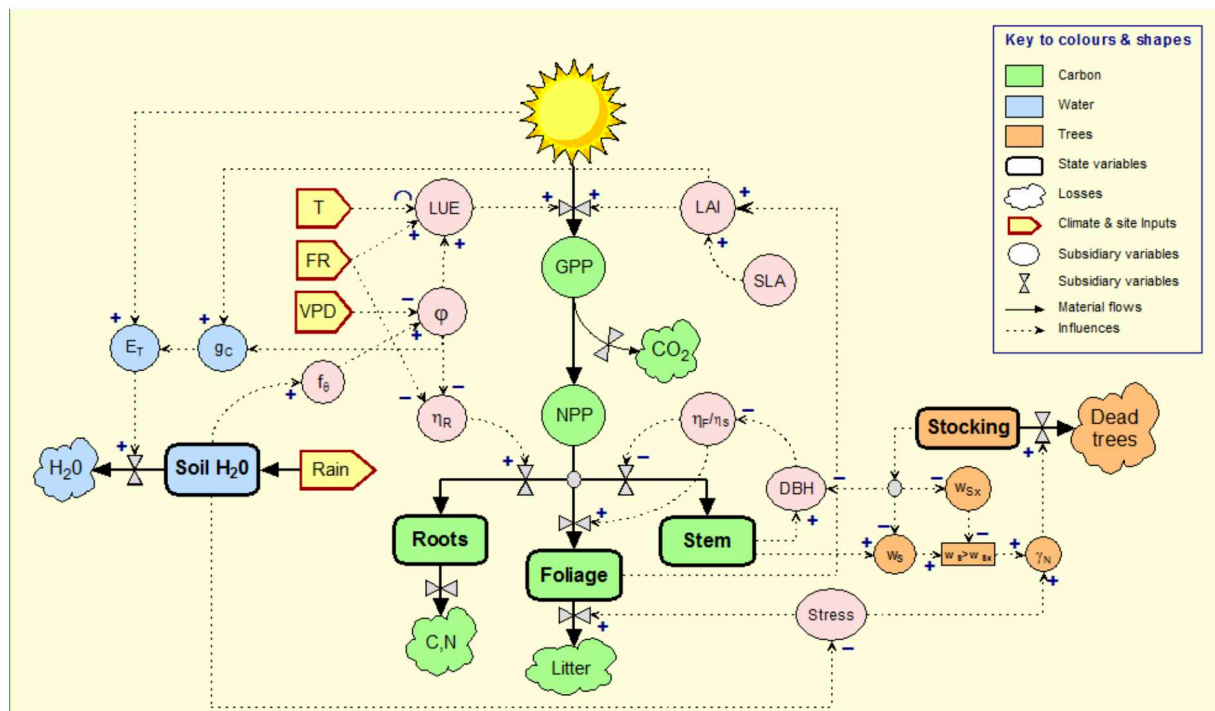 Key to colours & shapes
Carbon
Water
Trees
State variables
Losses
Climate & site Inputs
Subsidiary variables
Subsidiary variables
Material flows
Influences
+ + + +
T LUE LAI
+ + +
FR GPP SLA
VPD − φ +
+ +
E_T g_C CO₂
f_θ
+ − −
η_R NPP η_F/η_S −
Stocking
Dead
trees
+ + − +
H₂0 Soil H₂0 Rain
DBH − − w_Sx
+ +
Roots Stem − −
+ w_S + w_S>w_Sx + γ_N
Foliage +
Stress
+ −
C,N
Litter